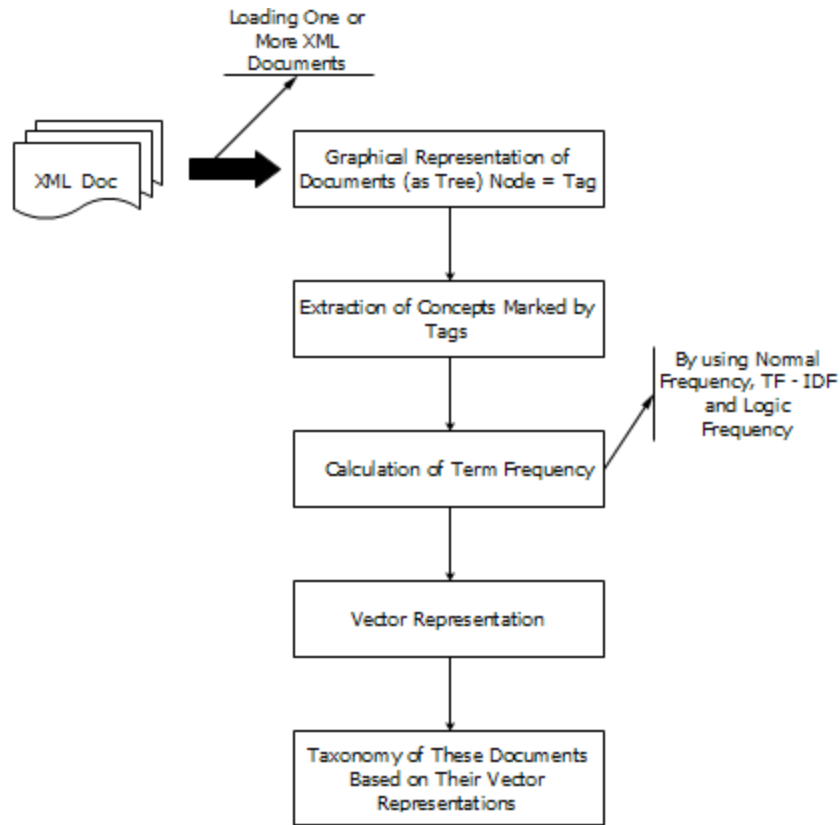 Loading One or
More XML
Documents
XML Doc
Graphical Representation of
Documents (as Tree) Node = Tag
Extraction of Concepts Marked by
Tags
By using Normal
Frequency, TF - IDF
and Logic
Frequency
Calculation of Term Frequency
Vector Representation
Taxonomy of These Documents
Based on Their Vector
Representations